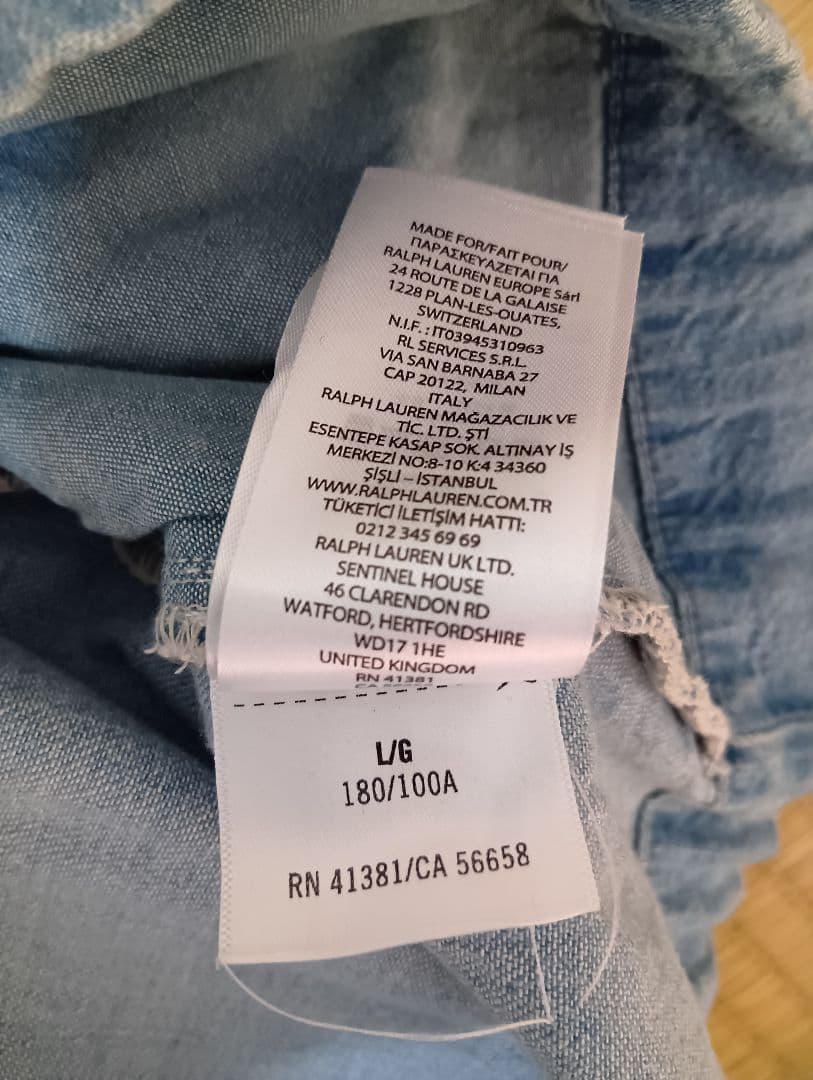 MADE FOR/FAIT POUR/
ΠΑΡΑΣΚΕΥΑΖΕΤΑΙ ΓΙΑ
RALPH LAUREN EUROPE Sárl
24 ROUTE DE LA GALAISE
1228 PLAN-LES-OUATES,
SWITZERLAND
N.I.F. : IT03945310963
RL SERVICES S.R.L.
VIA SAN BARNABA 27
CAP 20122, MILAN
ITALY
RALPH LAUREN MAĞAZACILIK VE
TİC. LTD. ŞTİ
ESENTEPE KASAP SOK. ALTINAY İŞ
MERKEZİ NO:8-10 K:4 34360
ŞİŞLİ – İSTANBUL
WWW.RALPHLAUREN.COM.TR
TÜKETİCİ İLETİŞİM HATTI:
0212 345 69 69
RALPH LAUREN UK LTD.
SENTINEL HOUSE
46 CLARENDON RD
WATFORD, HERTFORDSHIRE
WD17 1HE
UNITED KINGDOM
RN 41381
L/G
180/100A
RN 41381/CA 56658